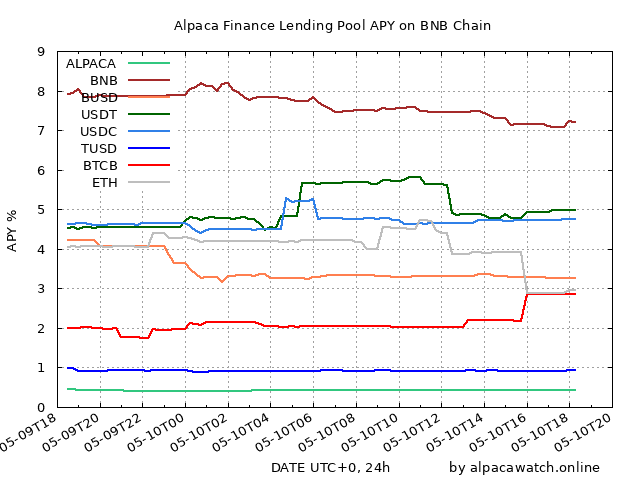 Alpaca Finance Lending Pool APY on BNB Chain
9
8
7
6
5
4
3
2
1
0
APY %
ALPACA
BNB
BUSD
USDT
USDC
TUSD
BTCB
ETH
05-09T18
05-09T20
05-09T22
05-10T00
05-10T02
05-10T04
05-10T06
05-10T08
05-10T10
05-10T12
05-10T14
05-10T16
05-10T18
05-10T20
DATE UTC+0, 24h
by alpacawatch.online